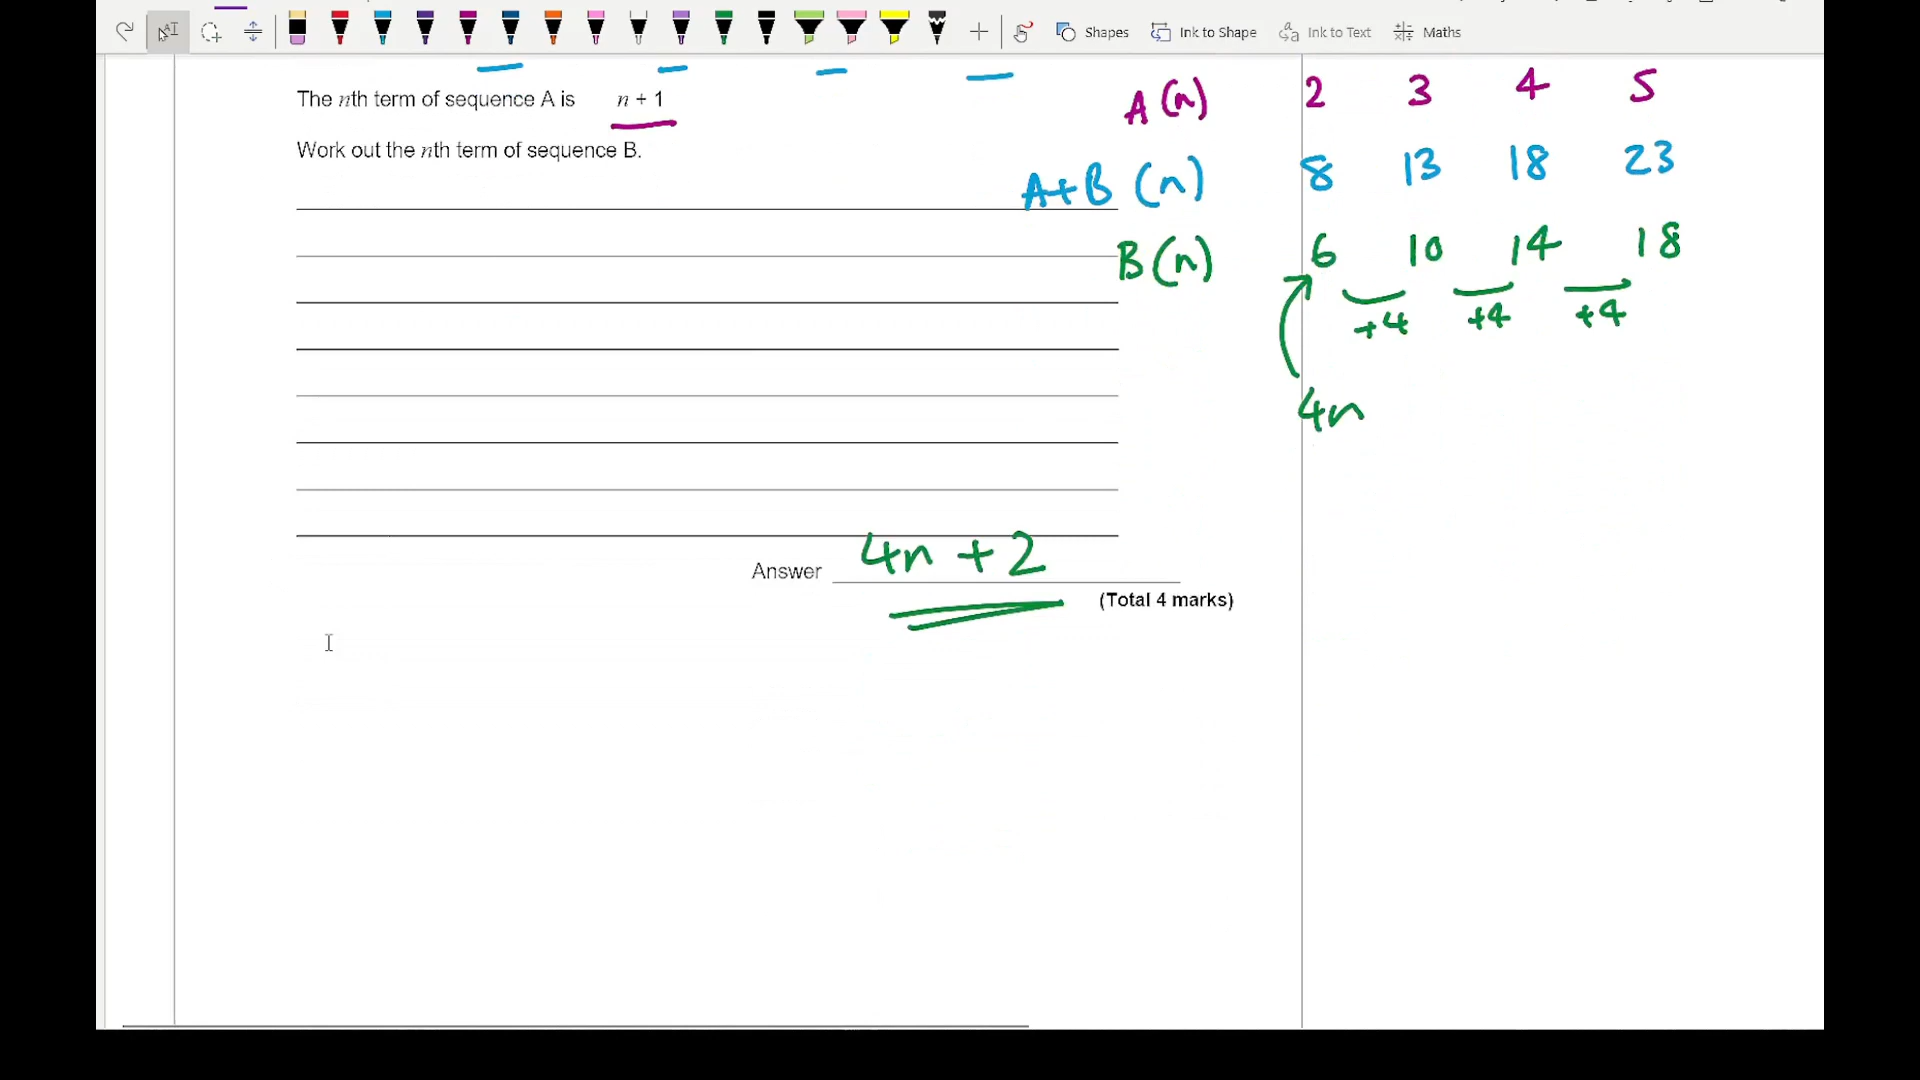 Shapes Ink to Shape Ink to Text Maths
The nth term of sequence A is n + 1
A (n) 2 3 4 5
Work out the nth term of sequence B.
A+B (n) 8 13 18 23
B (n) 6 10 14 18
+4 +4 +4
4n
Answer 4n + 2
(Total 4 marks)